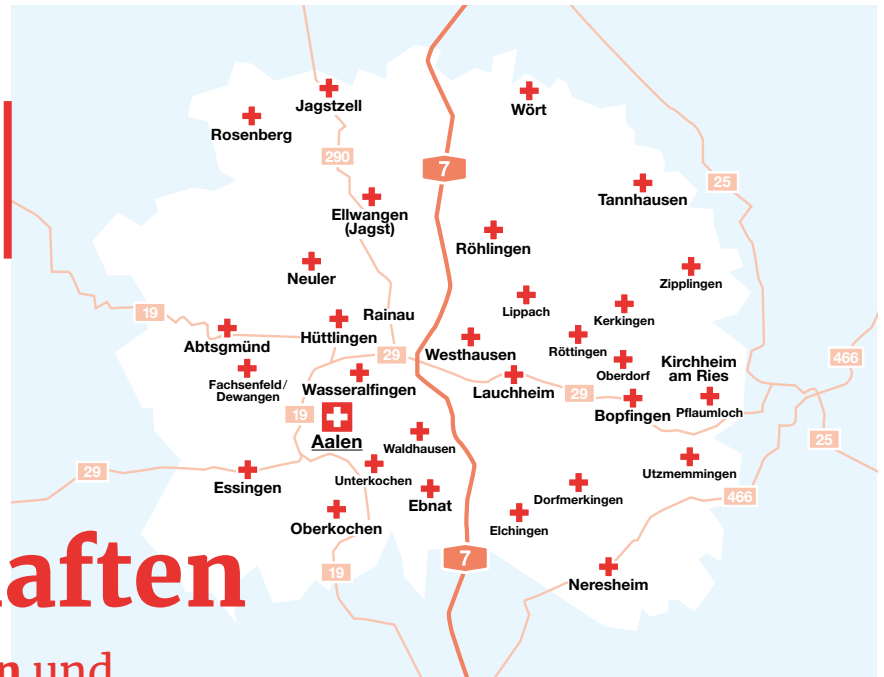 Jagstzell
Wört
Rosenberg
290
7
25
Tannhausen
Ellwangen
(Jagst)
Röhlingen
Neuler
Zipplingen
19
Lippach
Rainau
Kerkingen
Hüttlingen
Abtsgmünd
29
Westhausen
Röttingen
466
Kirchheim
am Ries
Oberdorf
Fachsenfeld/
Dewangen
Wasseralfingen
Lauchheim
29
Bopfingen
Pflaumloch
19
Aalen
Waldhausen
25
29
Unterkochen
Utzmemmingen
Essingen
Ebnat
Dorfmerkingen
466
Oberkochen
Elchingen
7
19
Neresheim
aften
n und